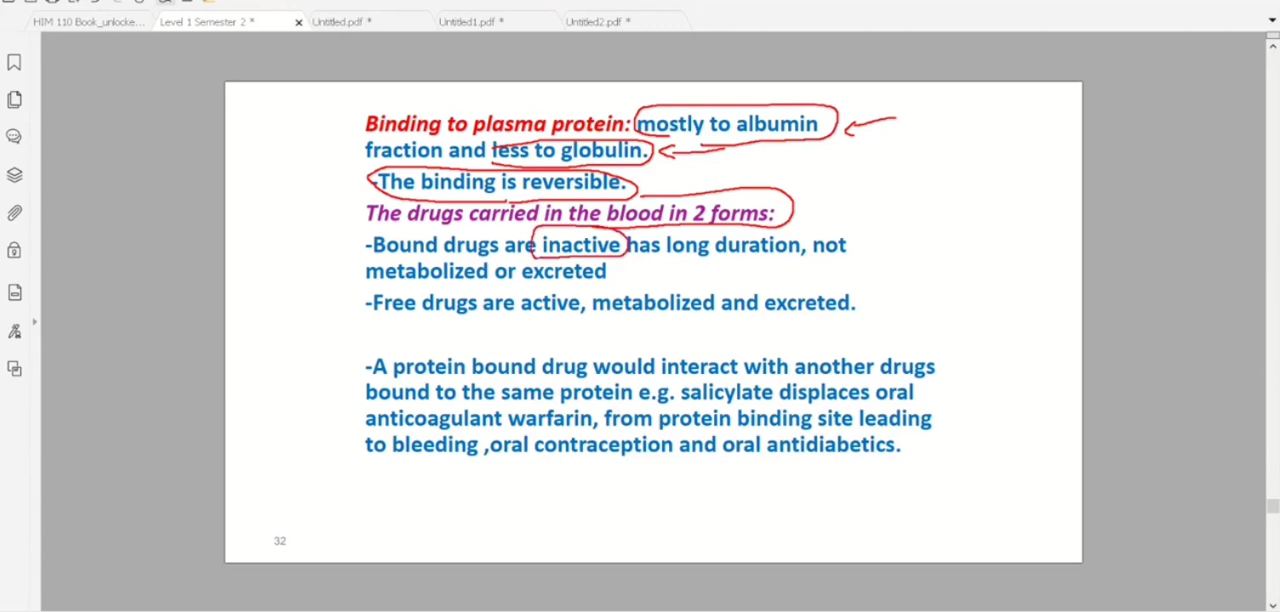 HIM 110 Book_unlocke... Level 1 Semester 2 * Untitled.pdf * Untitled1.pdf * Untitled2.pdf *
Binding to plasma protein: mostly to albumin
fraction and less to globulin.
-The binding is reversible.
The drugs carried in the blood in 2 forms:
-Bound drugs are inactive has long duration, not
metabolized or excreted
-Free drugs are active, metabolized and excreted.
-A protein bound drug would interact with another drugs
bound to the same protein e.g. salicylate displaces oral
anticoagulant warfarin, from protein binding site leading
to bleeding ,oral contraception and oral antidiabetics.
32